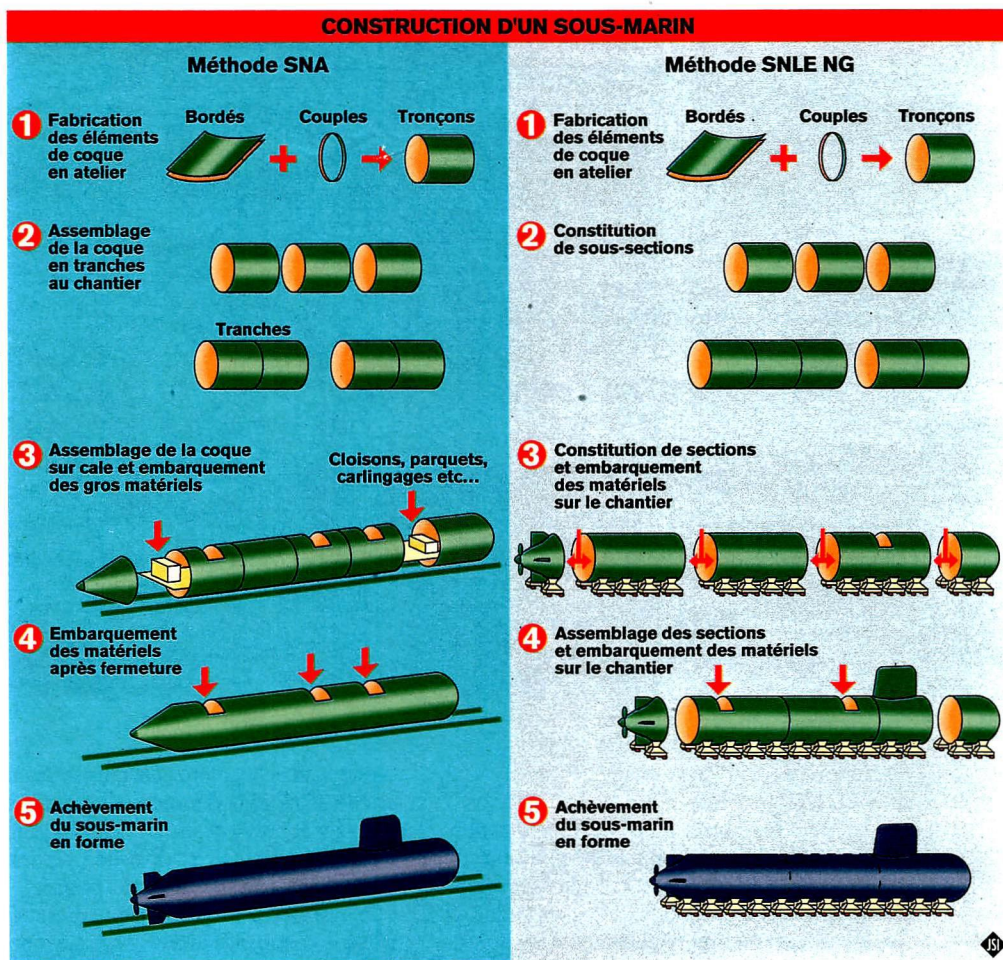 CONSTRUCTION D'UN SOUS-MARIN
Méthode SNA
1 Fabrication
des éléments
de coque
en atelier
Bordés
Couples
Tronçons
2 Assemblage
de la coque
en tranches
au chantier
Tranches
3 Assemblage de la coque
sur cale et embarquement
des gros matériels
Cloisons, parquets,
carlingages etc...
4 Embarquement
des matériels
après fermeture
5 Achèvement
du sous-marin
en forme
Méthode SNLE NG
1 Fabrication
des éléments
de coque
en atelier
Bordés
Couples
Tronçons
2 Constitution
de sous-sections
3 Constitution de sections
et embarquement
des matériels
sur le chantier
4 Assemblage des sections
et embarquement des matériels
sur le chantier
5 Achèvement
du sous-marin
en forme
JSI